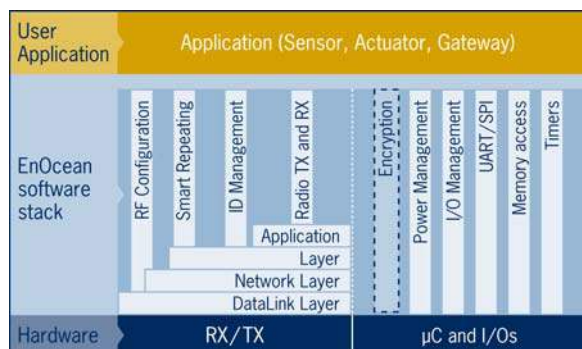 User
Application
Application (Sensor, Actuator, Gateway)
EnOcean
software
stack
RF Configuration
Smart Repeating
ID Management
Radio TX and RX
Application
Layer
Network Layer
DataLink Layer
Encryption
Power Management
I/O Management
UART/SPI
Memory access
Timers
Hardware
RX/TX
µC and I/Os